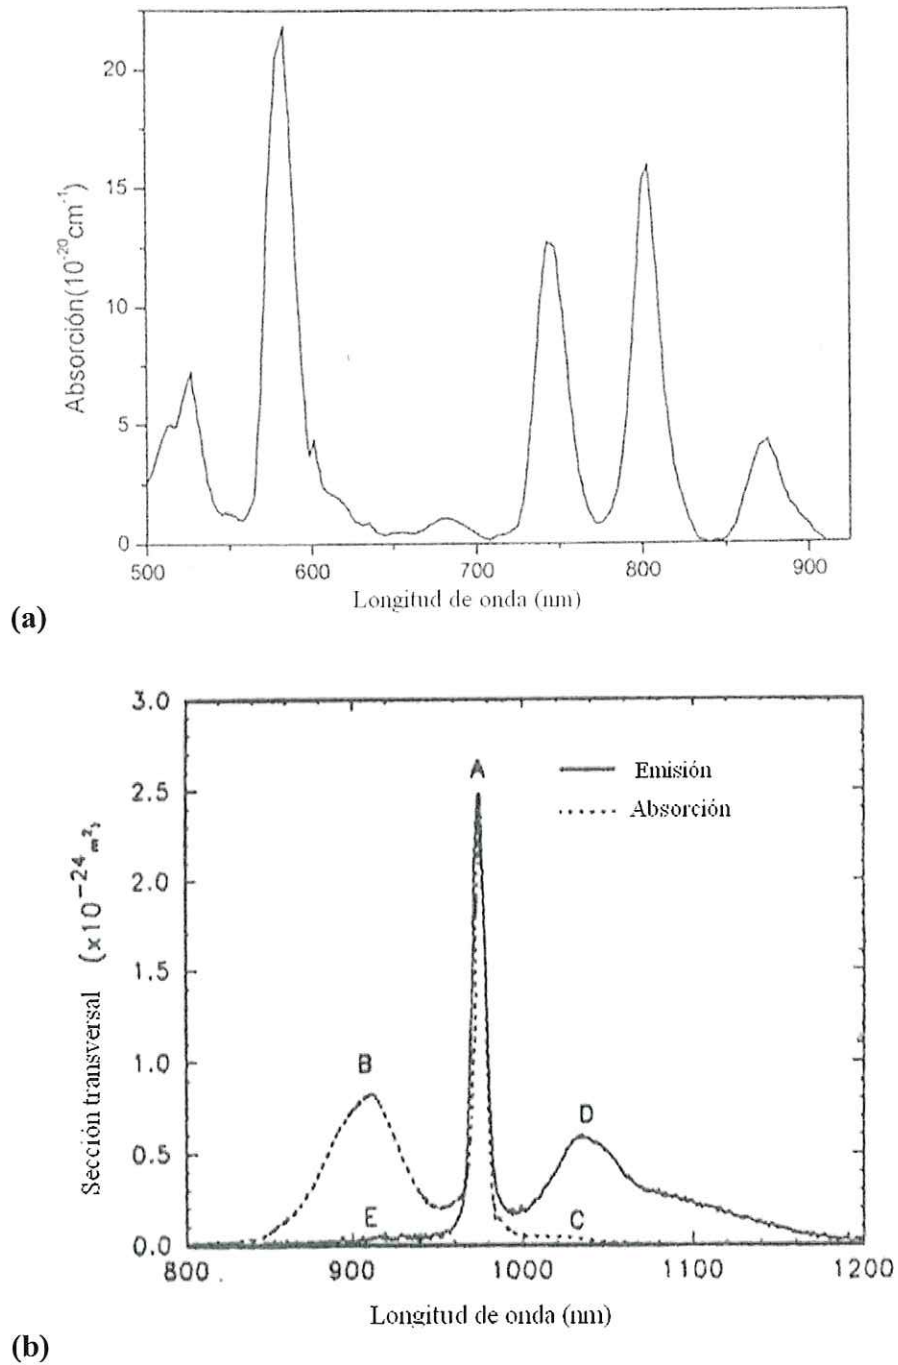 20
15
10
5
0
Absorción(10⁻²⁰cm⁻¹)
500 600 700 800 900
Longitud de onda (nm)
(a)
3.0
2.5
2.0
1.5
1.0
0.5
0.0
Sección transversal (x10⁻²⁴ m²)
A
Emisión
Absorción
B
D
E
C
800 900 1000 1100 1200
Longitud de onda (nm)
(b)